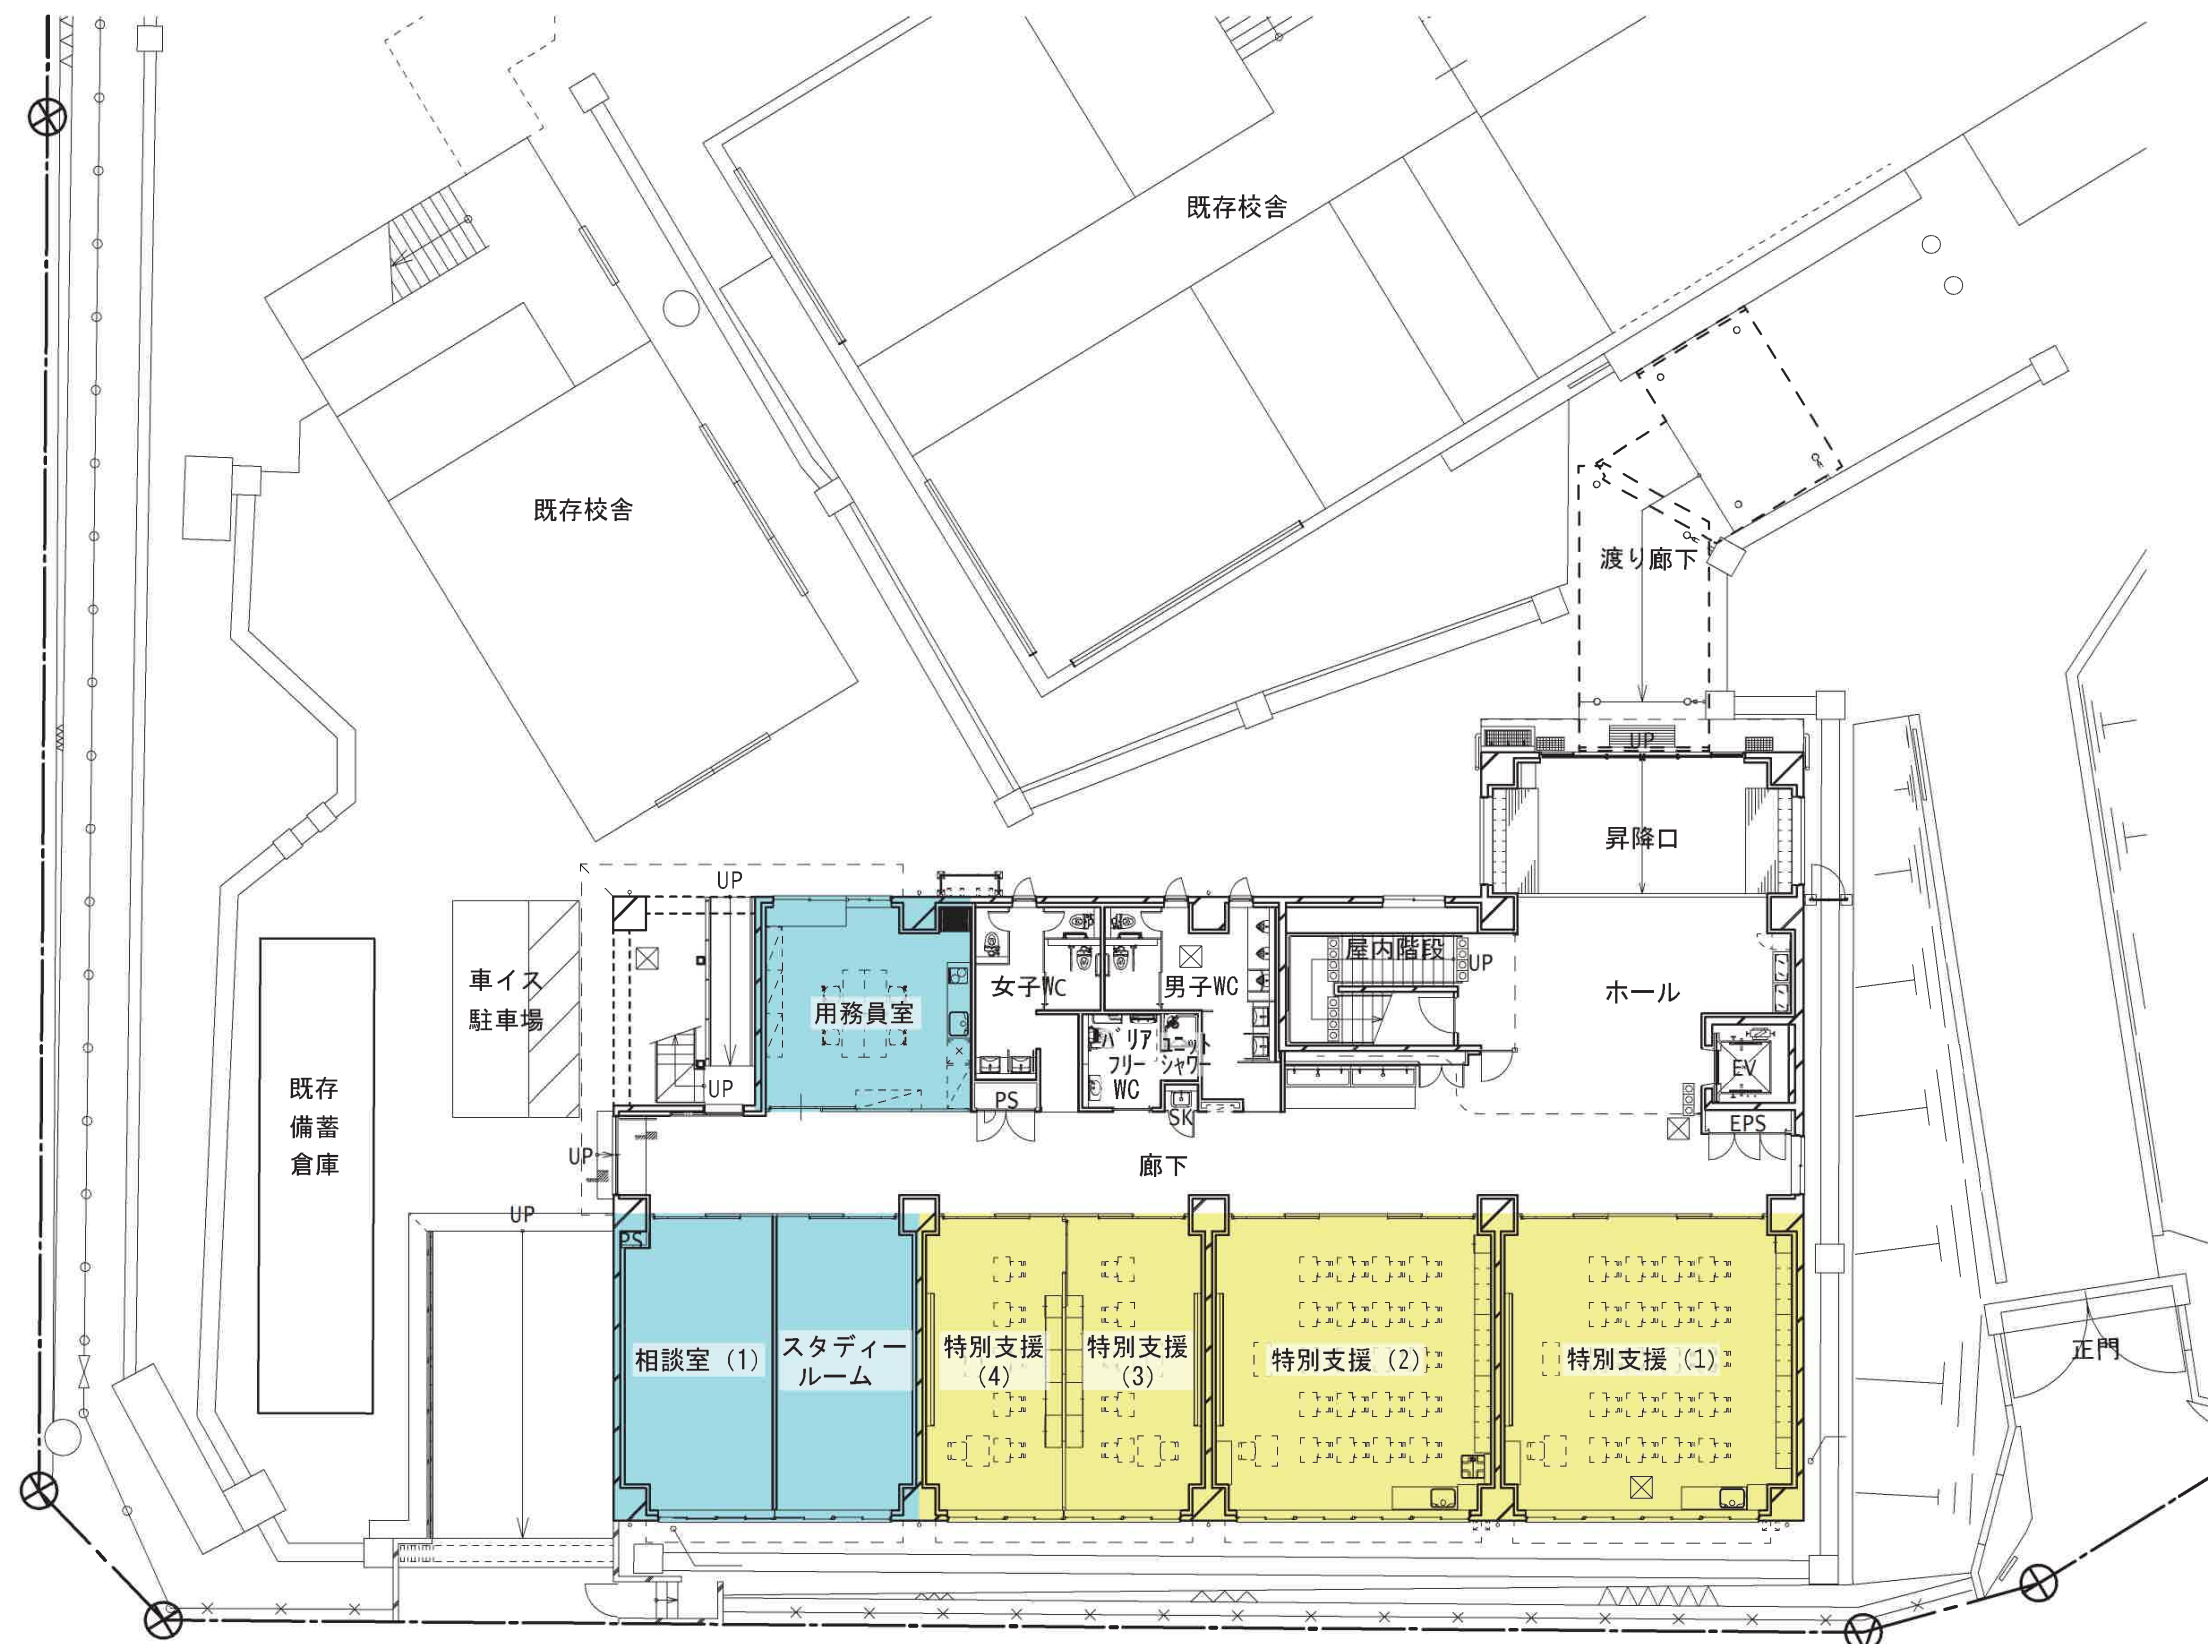 既存校舎
既存校舎
渡り廊下
UP
昇降口
UP
車イス
駐車場
用務員室
女子WC
男子WC
屋内階段
UP
ホール
バリア
フリー
WC
ユニット
シャワー
EV
UP
PS
SK
EPS
既存
備蓄
倉庫
UP
廊下
UP
PS
相談室（1）
スタディー
ルーム
特別支援
（4）
特別支援
（3）
特別支援（2）
特別支援（1）
正門